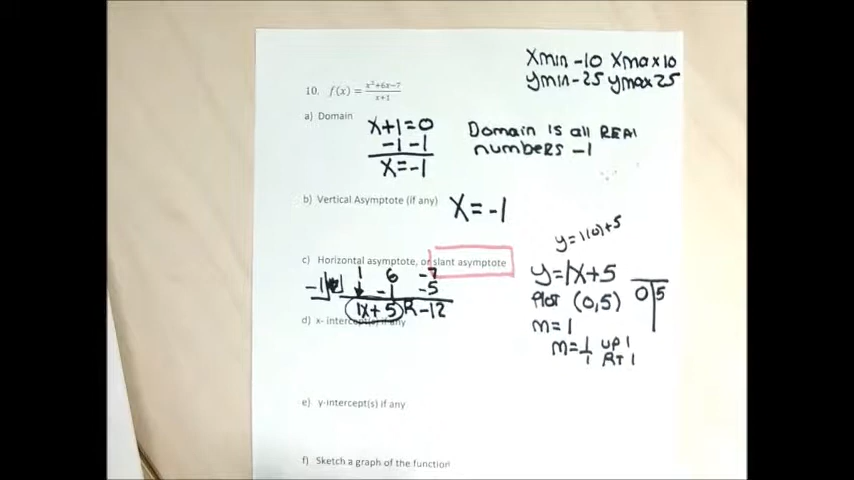 Xmin -10 Xmax 10
ymin -25 ymax 25
10. f(x) = x²+6x-7 / x+1
a) Domain
x+1=0
-1 -1
x=-1
Domain is all REAl
numbers -1
b) Vertical Asymptote (if any)
X=-1
c) Horizontal asymptote, or slant asymptote
-1 1 6 -7
-1 -5
1x+5 R-12
y=1(0)+5
y=1x+5
Plot (0,5)
0 5
m=1
m=1/1 up 1
RT 1
d) x- intercept(s) if any
e) y-intercept(s) if any
f) Sketch a graph of the function